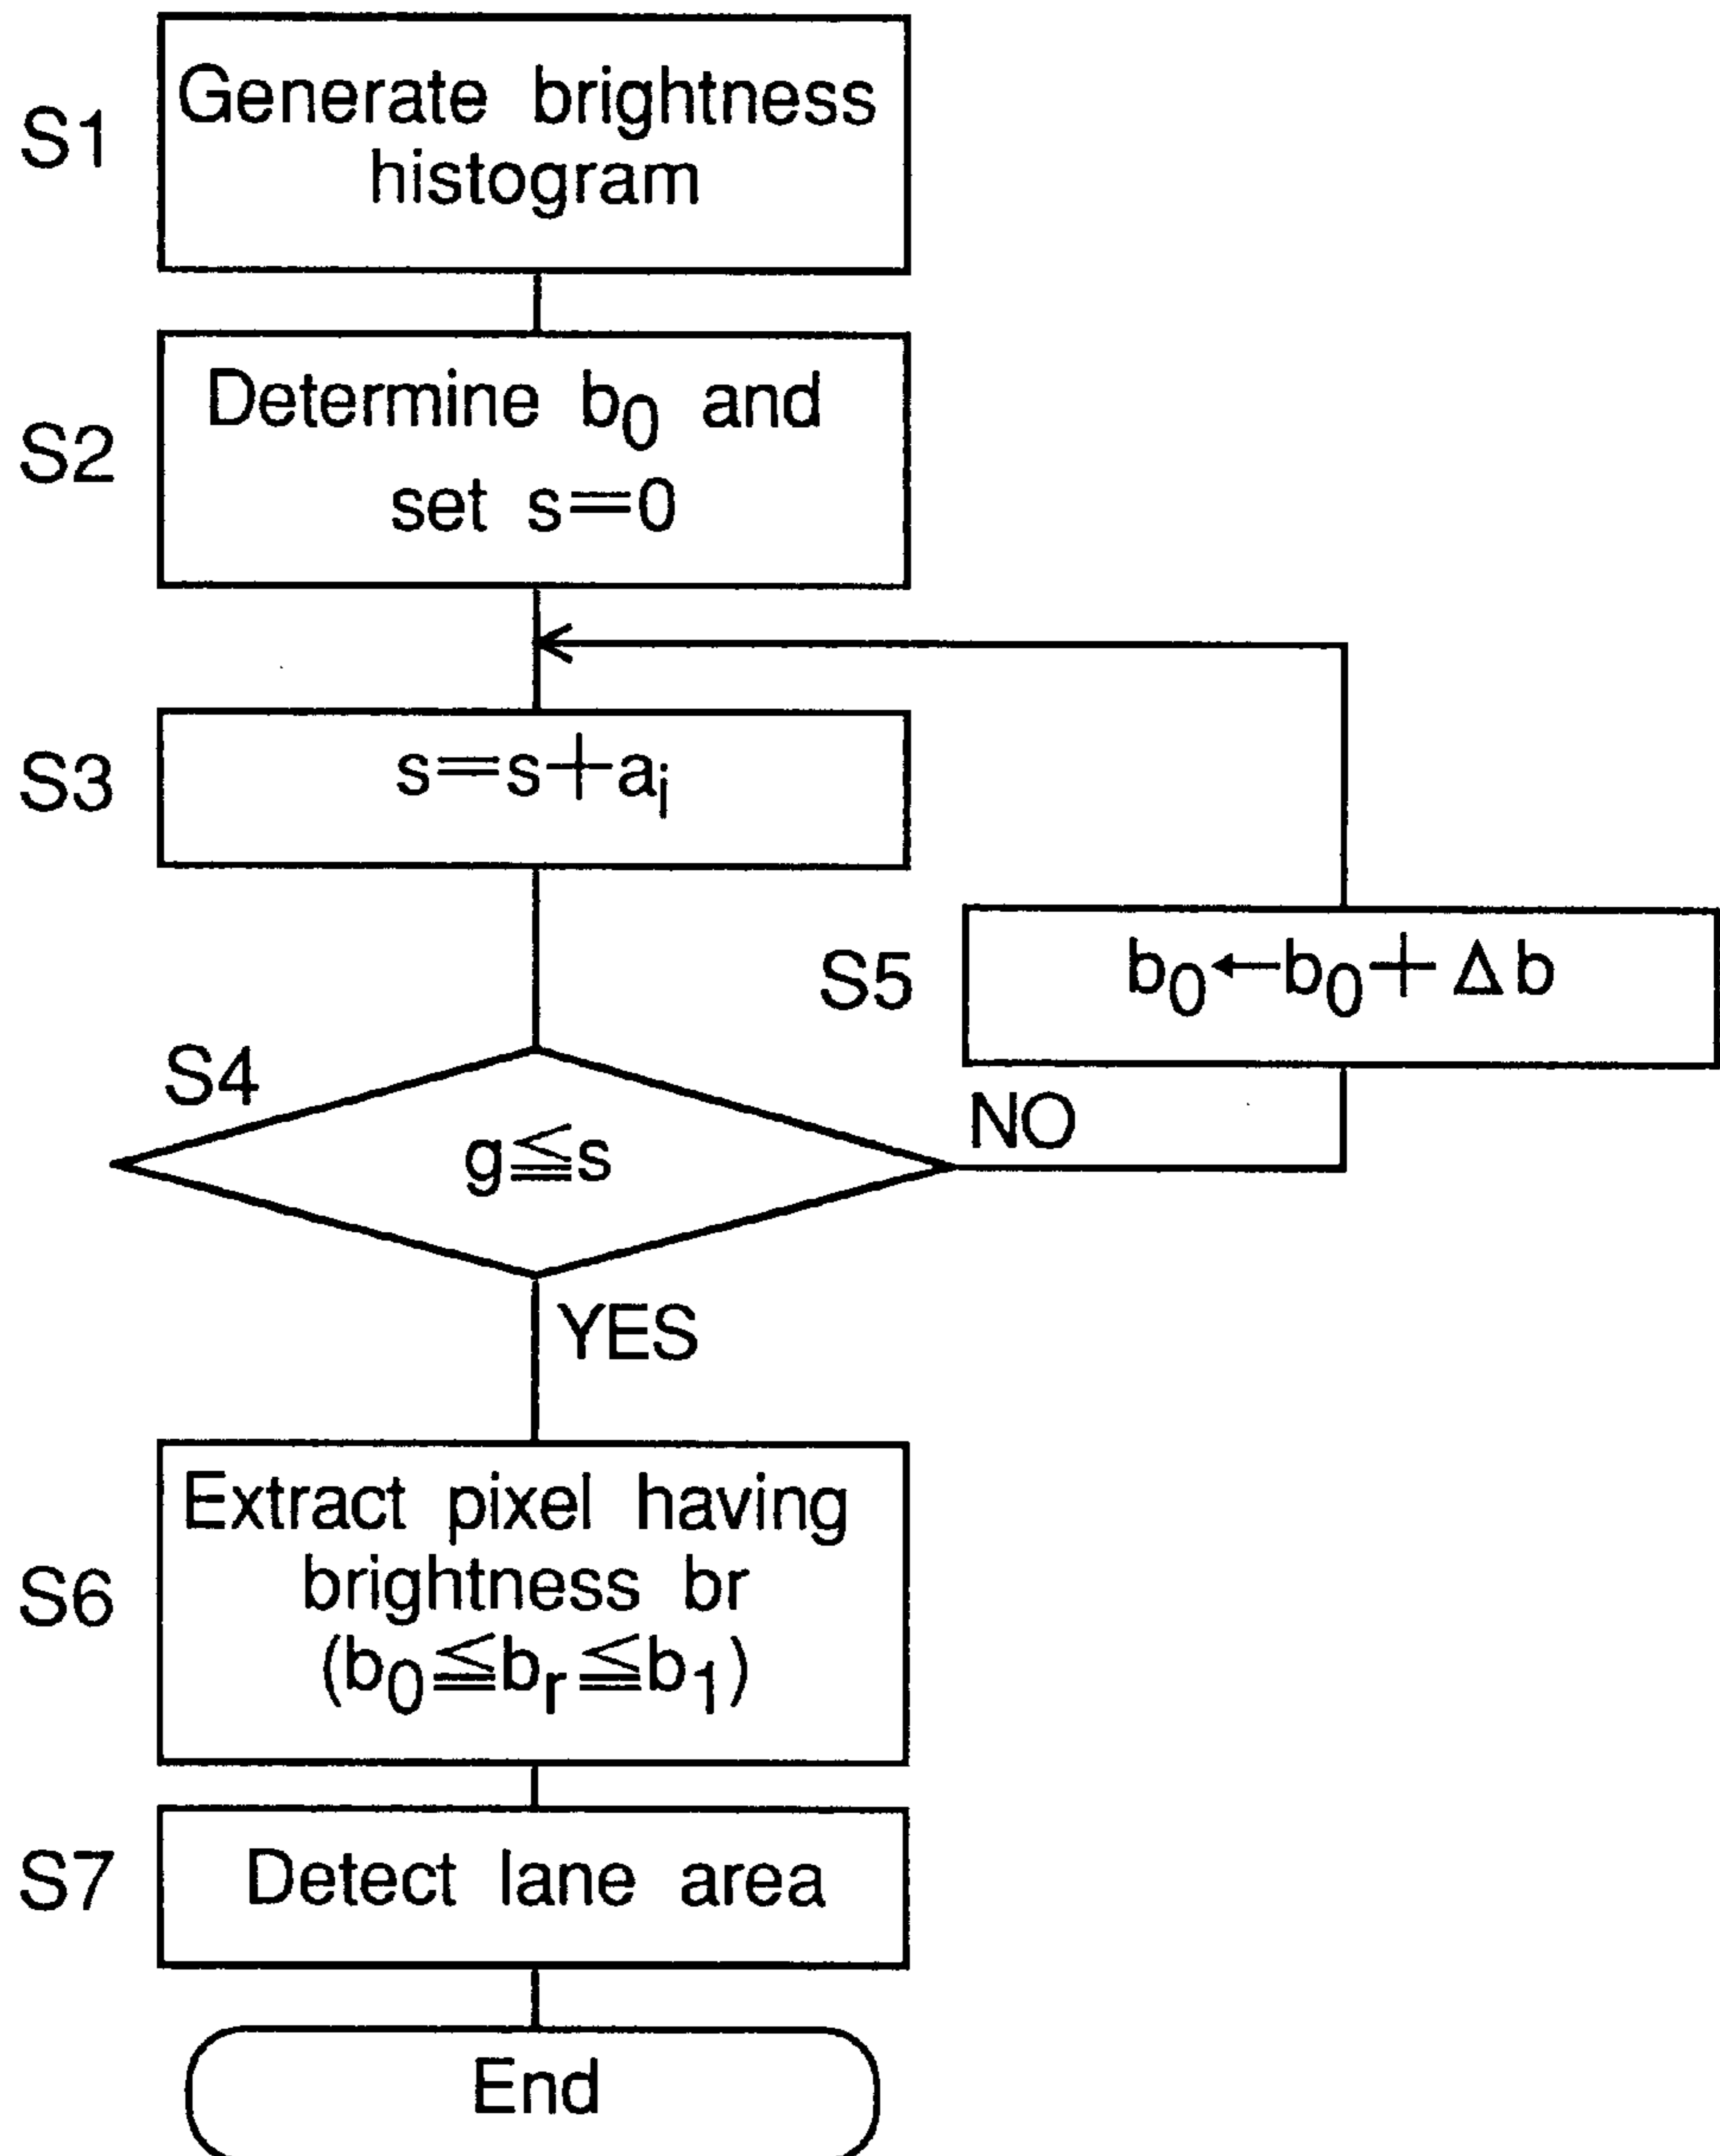 S1
Generate brightness
histogram
S2
Determine b₀ and
set s=0
S3
s=s+aⱼ
S5
b₀←b₀+Δb
S4
g≦s
NO
YES
S6
Extract pixel having
brightness br
(b₀≦bᵣ≦b₁)
S7
Detect lane area
End